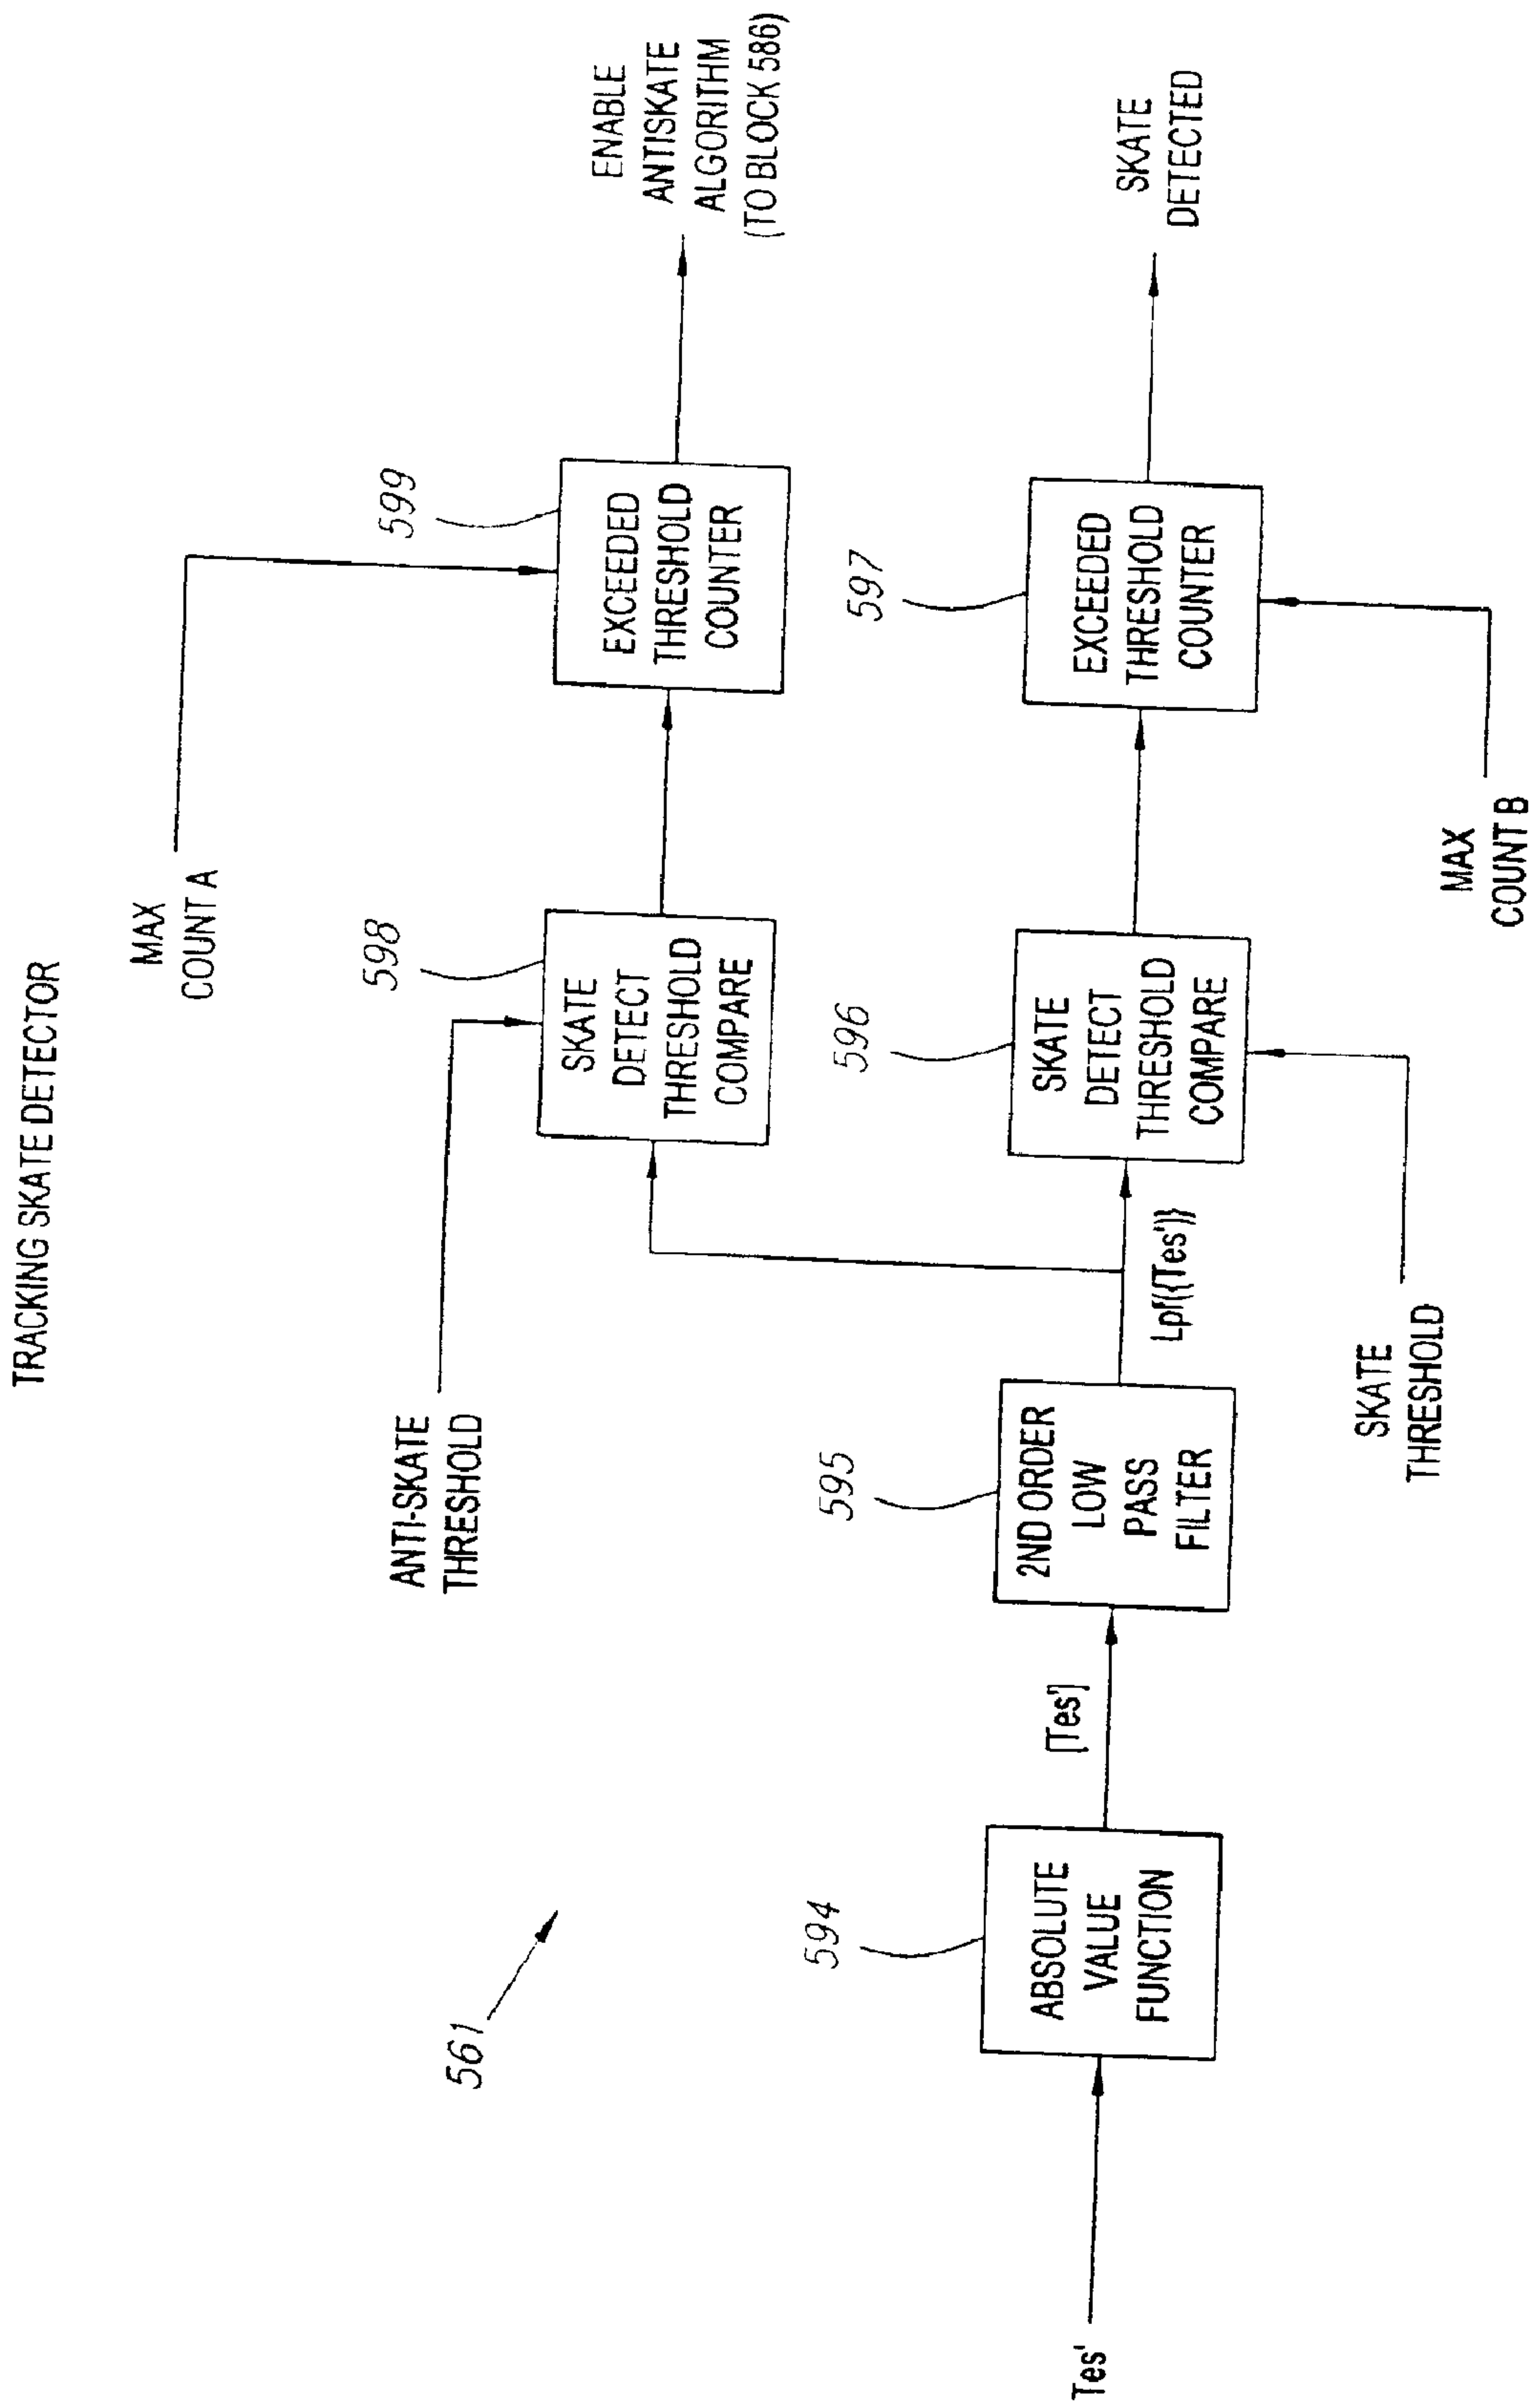 TRACKING SKATE DETECTOR
MAX
COUNT A
ANTI-SKATE
THRESHOLD
598
SKATE
DETECT
THRESHOLD
COMPARE
599
EXCEEDED
THRESHOLD
COUNTER
ENABLE
ANTISKATE
ALGORITHM
(TO BLOCK 586)
561
Tes'
594
ABSOLUTE
VALUE
FUNCTION
|Tes'|
595
2ND ORDER
LOW
PASS
FILTER
Lpf({Tes')}
596
SKATE
DETECT
THRESHOLD
COMPARE
597
EXCEEDED
THRESHOLD
COUNTER
SKATE
DETECTED
SKATE
THRESHOLD
MAX
COUNT B